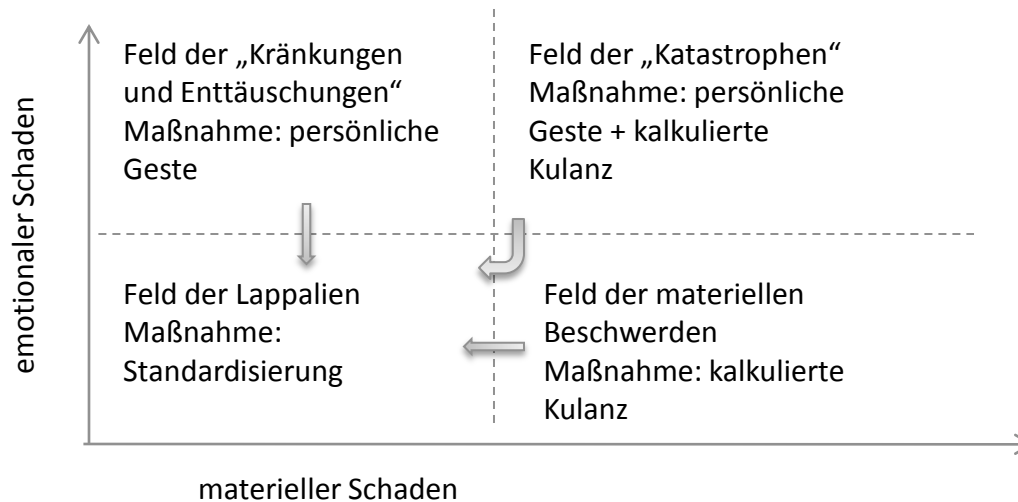 emotionaler Schaden
Feld der „Kränkungen
und Enttäuschungen“
Maßnahme: persönliche
Geste
Feld der „Katastrophen“
Maßnahme: persönliche
Geste + kalkulierte
Kulanz
Feld der Lappalien
Maßnahme:
Standardisierung
Feld der materiellen
Beschwerden
Maßnahme: kalkulierte
Kulanz
materieller Schaden